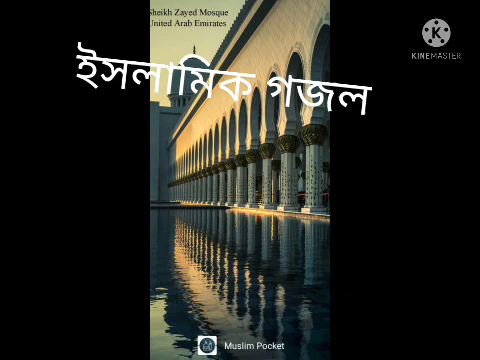 Sheikh Zayed Mosque
United Arab Emirates
KINEMASTER
ইসলামিক গজল
Muslim Pocket